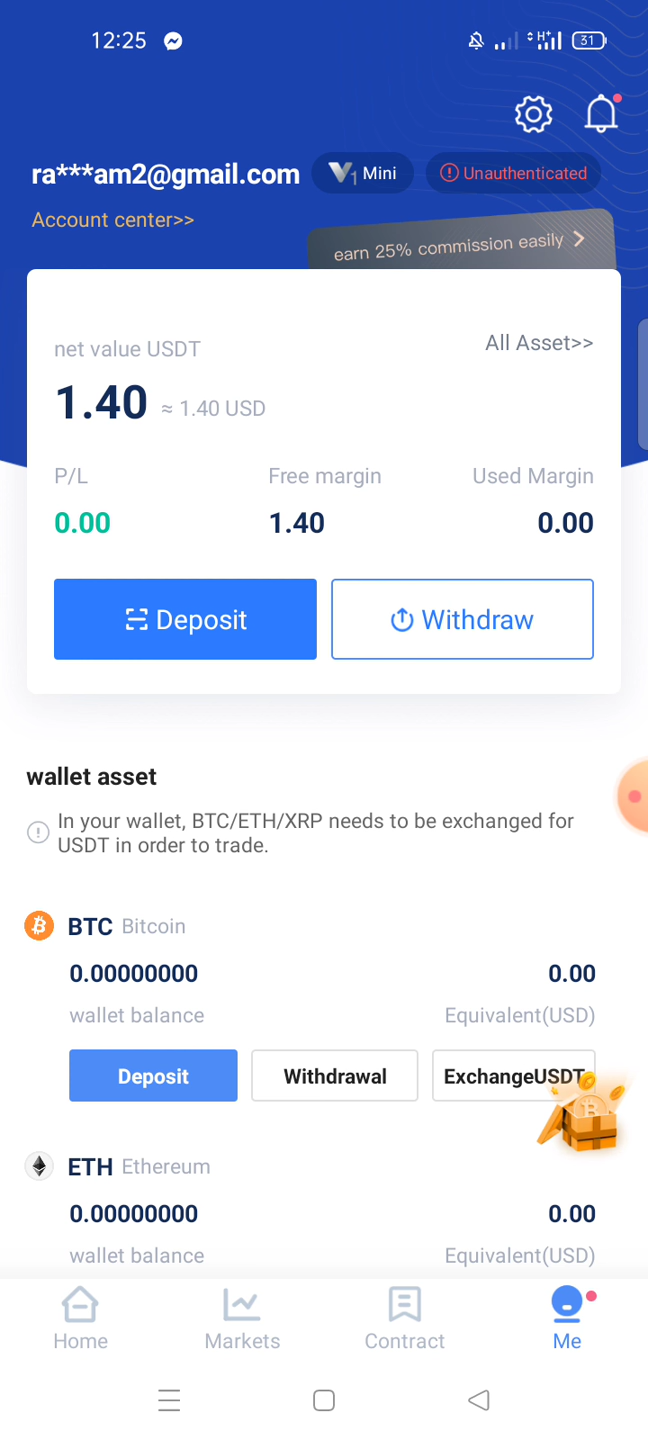 12:25
H+ 31
ra***am2@gmail.com V1 Mini Unauthenticated
Account center>>
earn 25% commission easily
net value USDT All Asset>>
1.40 ≈ 1.40 USD
P/L Free margin Used Margin
0.00 1.40 0.00
Deposit Withdraw
wallet asset
In your wallet, BTC/ETH/XRP needs to be exchanged for
USDT in order to trade.
BTC Bitcoin
0.00000000 0.00
wallet balance Equivalent(USD)
Deposit Withdrawal ExchangeUSDT
ETH Ethereum
0.00000000 0.00
wallet balance Equivalent(USD)
Home Markets Contract Me